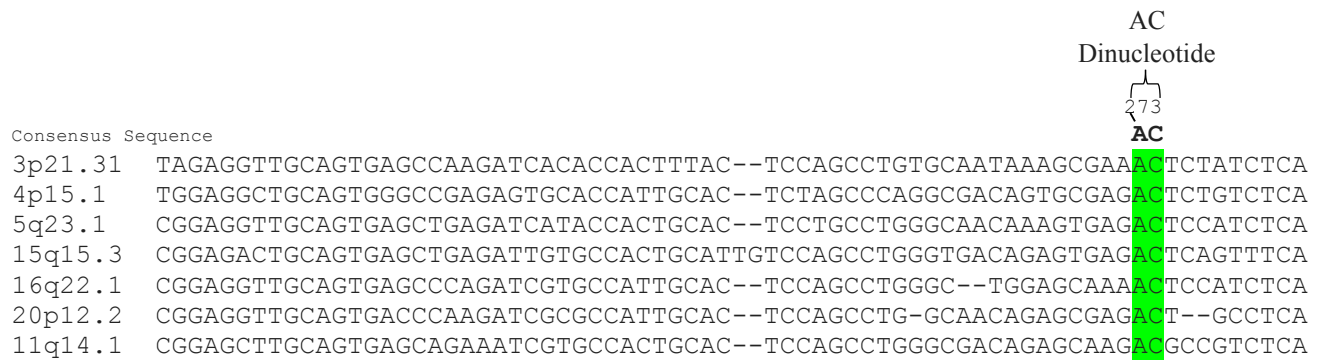 AC
Dinucleotide
273
Consensus Sequence AC
3p21.31 TAGAGGTTGCAGTGAGCCAAGATCACACCACTTTAC--TCCAGCCTGTGCAATAAAGCGAAACTCTATCTCA
4p15.1 TGGAGGCTGCAGTGGGCCGAGAGTGCACCATTGCAC--TCTAGCCCAGGCGACAGTGCGAGACTCTGTCTCA
5q23.1 CGGAGGTTGCAGTGAGCTGAGATCATACCACTGCAC--TCCTGCCTGGGCAACAAAGTGAGACTCCATCTCA
15q15.3 CGGAGACTGCAGTGAGCTGAGATTGTGCCACTGCATTGTCCAGCCTGGGTGACAGAGTGAGACTCAGTTTCA
16q22.1 CGGAGGTTGCAGTGAGCCCAGATCGTGCCATTGCAC--TCCAGCCTGGGC--TGGAGCAAAACTCCATCTCA
20p12.2 CGGAGGTTGCAGTGACCCAAGATCGCGCCATTGCAC--TCCAGCCTG-GCAACAGAGCGAGACT--GCCTCA
11q14.1 CGGAGCTTGCAGTGAGCAGAAATCGTGCCACTGCAC--TCCAGCCTGGGCGACAGAGCAAGACGCCGTCTCA